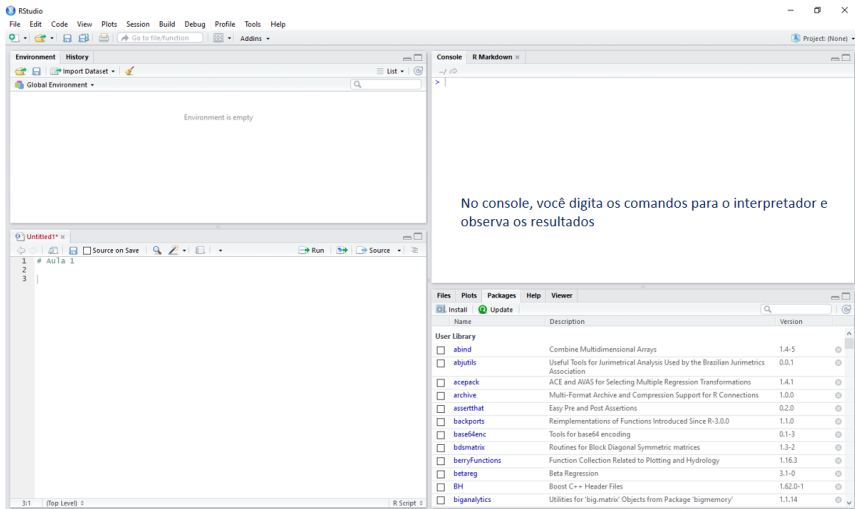 RStudio
File Edit Code View Plots Session Build Debug Profile Tools Help
Go to file/function Addins Project: (None)
Environment History
Import Dataset List
Global Environment
Environment is empty
Untitled1* ×
Source on Save Run Source
1 # Aula 1
2
3
3:1 (Top Level) R Script
Console R Markdown ×
~/
>
No console, você digita os comandos para o interpretador e
observa os resultados
Files Plots Packages Help Viewer
Install Update
Name Description Version
User Library
abind Combine Multidimensional Arrays 1.4-5
abjutils Useful Tools for Jurimetrical Analysis Used by the Brazilian Jurimetrics 0.0.1
Association
acepack ACE and AVAS for Selecting Multiple Regression Transformations 1.4.1
archive Multi-Format Archive and Compression Support for R Connections 1.0.0
assertthat Easy Pre and Post Assertions 0.2.0
backports Reimplementations of Functions Introduced Since R-3.0.0 1.1.0
base64enc Tools for base64 encoding 0.1-3
bdsmatrix Routines for Block Diagonal Symmetric matrices 1.3-2
berryFunctions Function Collection Related to Plotting and Hydrology 1.16.3
betareg Beta Regression 3.1-0
BH Boost C++ Header Files 1.62.0-1
biganalytics Utilities for 'big.matrix' Objects from Package 'bigmemory' 1.1.14